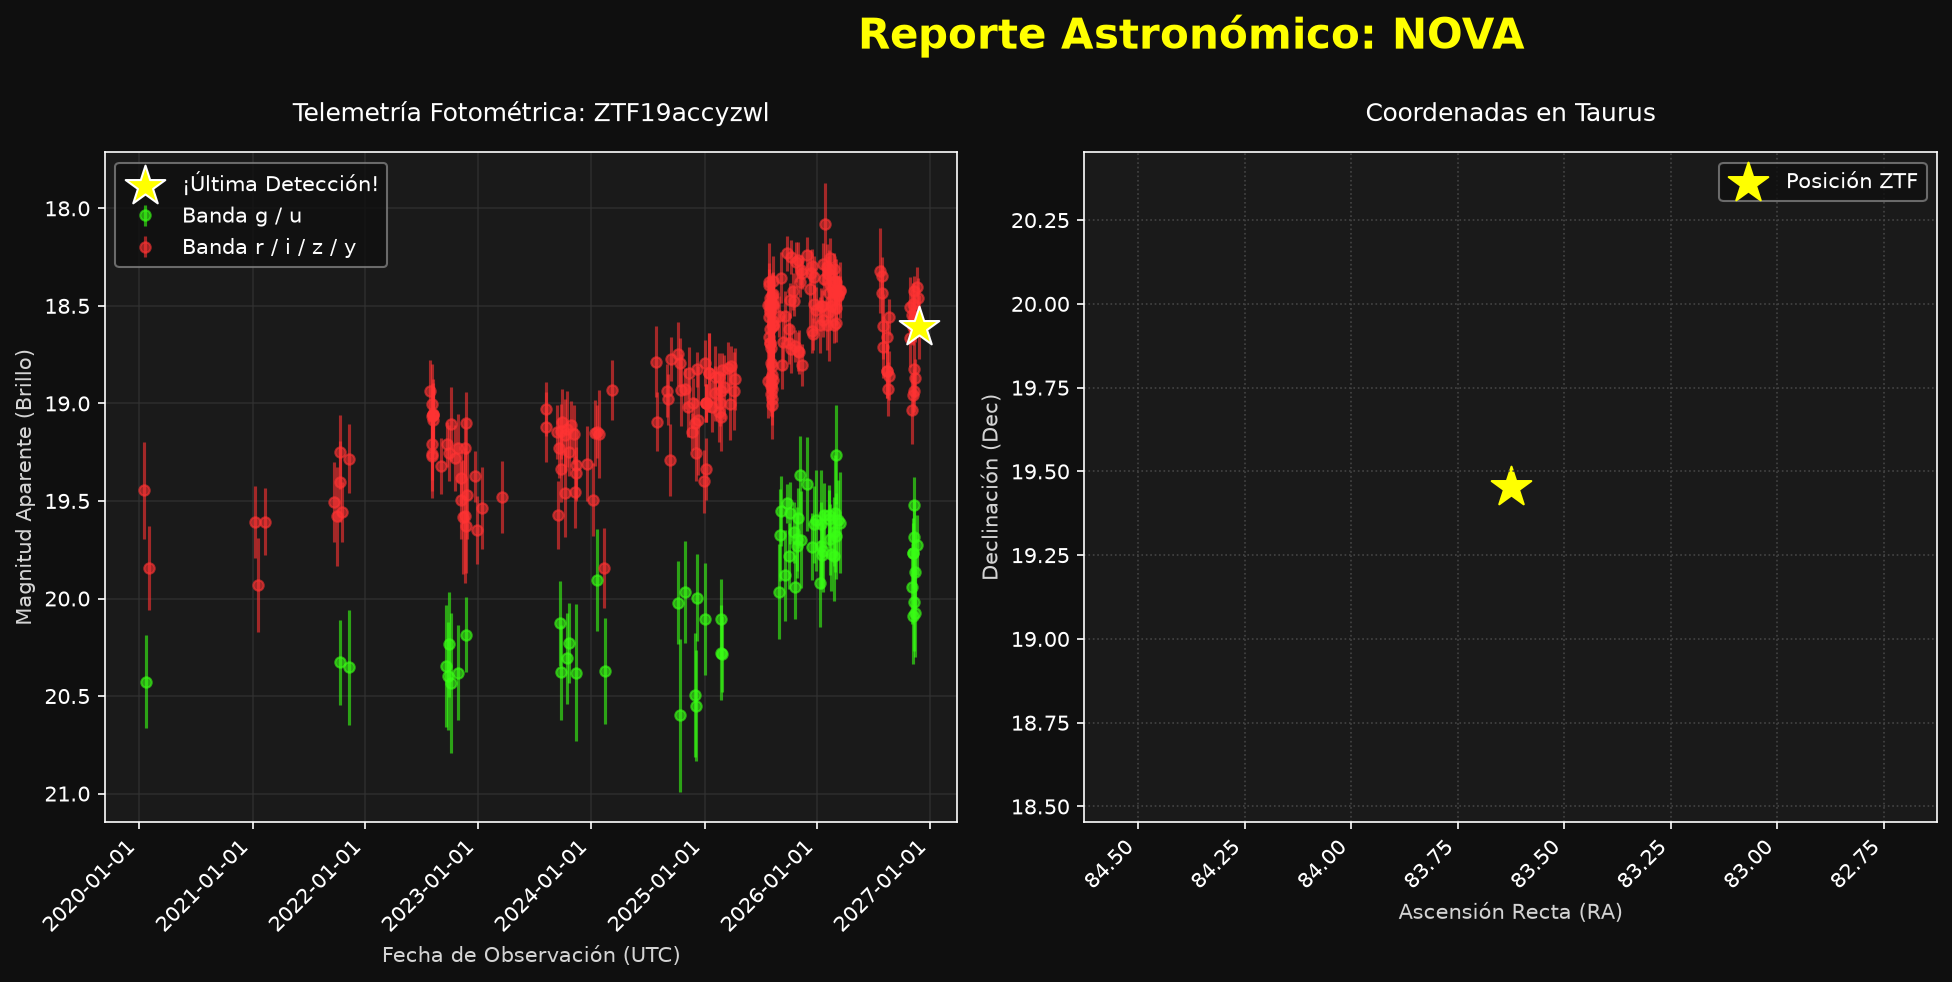 Reporte Astronómico: NOVA
Telemetría Fotométrica: ZTF19accyzwl
¡Última Detección!
Banda g / u
Banda r / i / z / y
Magnitud Aparente (Brillo)
18.0
18.5
19.0
19.5
20.0
20.5
21.0
2020-01-01
2021-01-01
2022-01-01
2023-01-01
2024-01-01
2025-01-01
2026-01-01
2027-01-01
Fecha de Observación (UTC)
Coordenadas en Taurus
Posición ZTF
Declinación (Dec)
20.25
20.00
19.75
19.50
19.25
19.00
18.75
18.50
84.50
84.25
84.00
83.75
83.50
83.25
83.00
82.75
Ascensión Recta (RA)